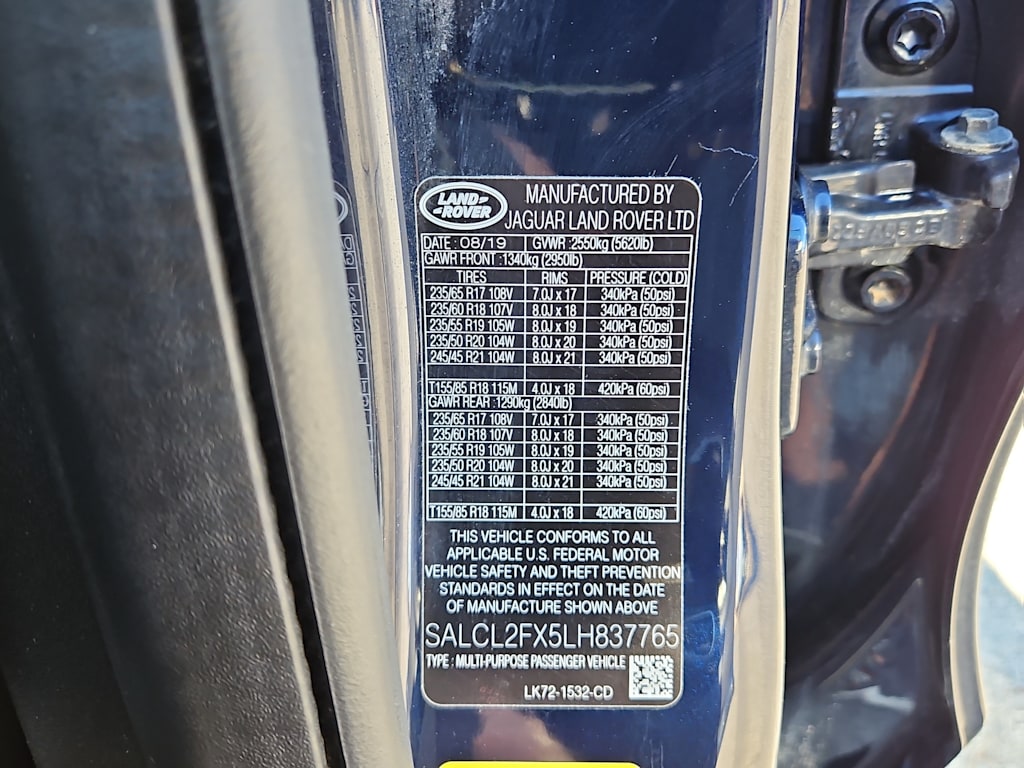 LAND
ROVER
MANUFACTURED BY
JAGUAR LAND ROVER LTD
DATE : 08/19 GVWR :2550kg (5620lb)
GAWR FRONT :1340kg (2950lb)
TIRES RIMS PRESSURE (COLD)
235/65 R17 108V 7.0J x 17 340kPa (50psi)
235/60 R18 107V 8.0J x 18 340kPa (50psi)
235/55 R19 105W 8.0J x 19 340kPa (50psi)
235/50 R20 104W 8.0J x 20 340kPa (50psi)
245/45 R21 104W 8.0J x 21 340kPa (50psi)
T155/85 R18 115M 4.0J x 18 420kPa (60psi)
GAWR REAR :1290kg (2840lb)
235/65 R17 108V 7.0J x 17 340kPa (50psi)
235/60 R18 107V 8.0J x 18 340kPa (50psi)
235/55 R19 105W 8.0J x 19 340kPa (50psi)
235/50 R20 104W 8.0J x 20 340kPa (50psi)
245/45 R21 104W 8.0J x 21 340kPa (50psi)
T155/85 R18 115M 4.0J x 18 420kPa (60psi)
THIS VEHICLE CONFORMS TO ALL
APPLICABLE U.S. FEDERAL MOTOR
VEHICLE SAFETY AND THEFT PREVENTION
STANDARDS IN EFFECT ON THE DATE
OF MANUFACTURE SHOWN ABOVE
SALCL2FX5LH837765
TYPE : MULTI-PURPOSE PASSENGER VEHICLE
LK72-1532-CD